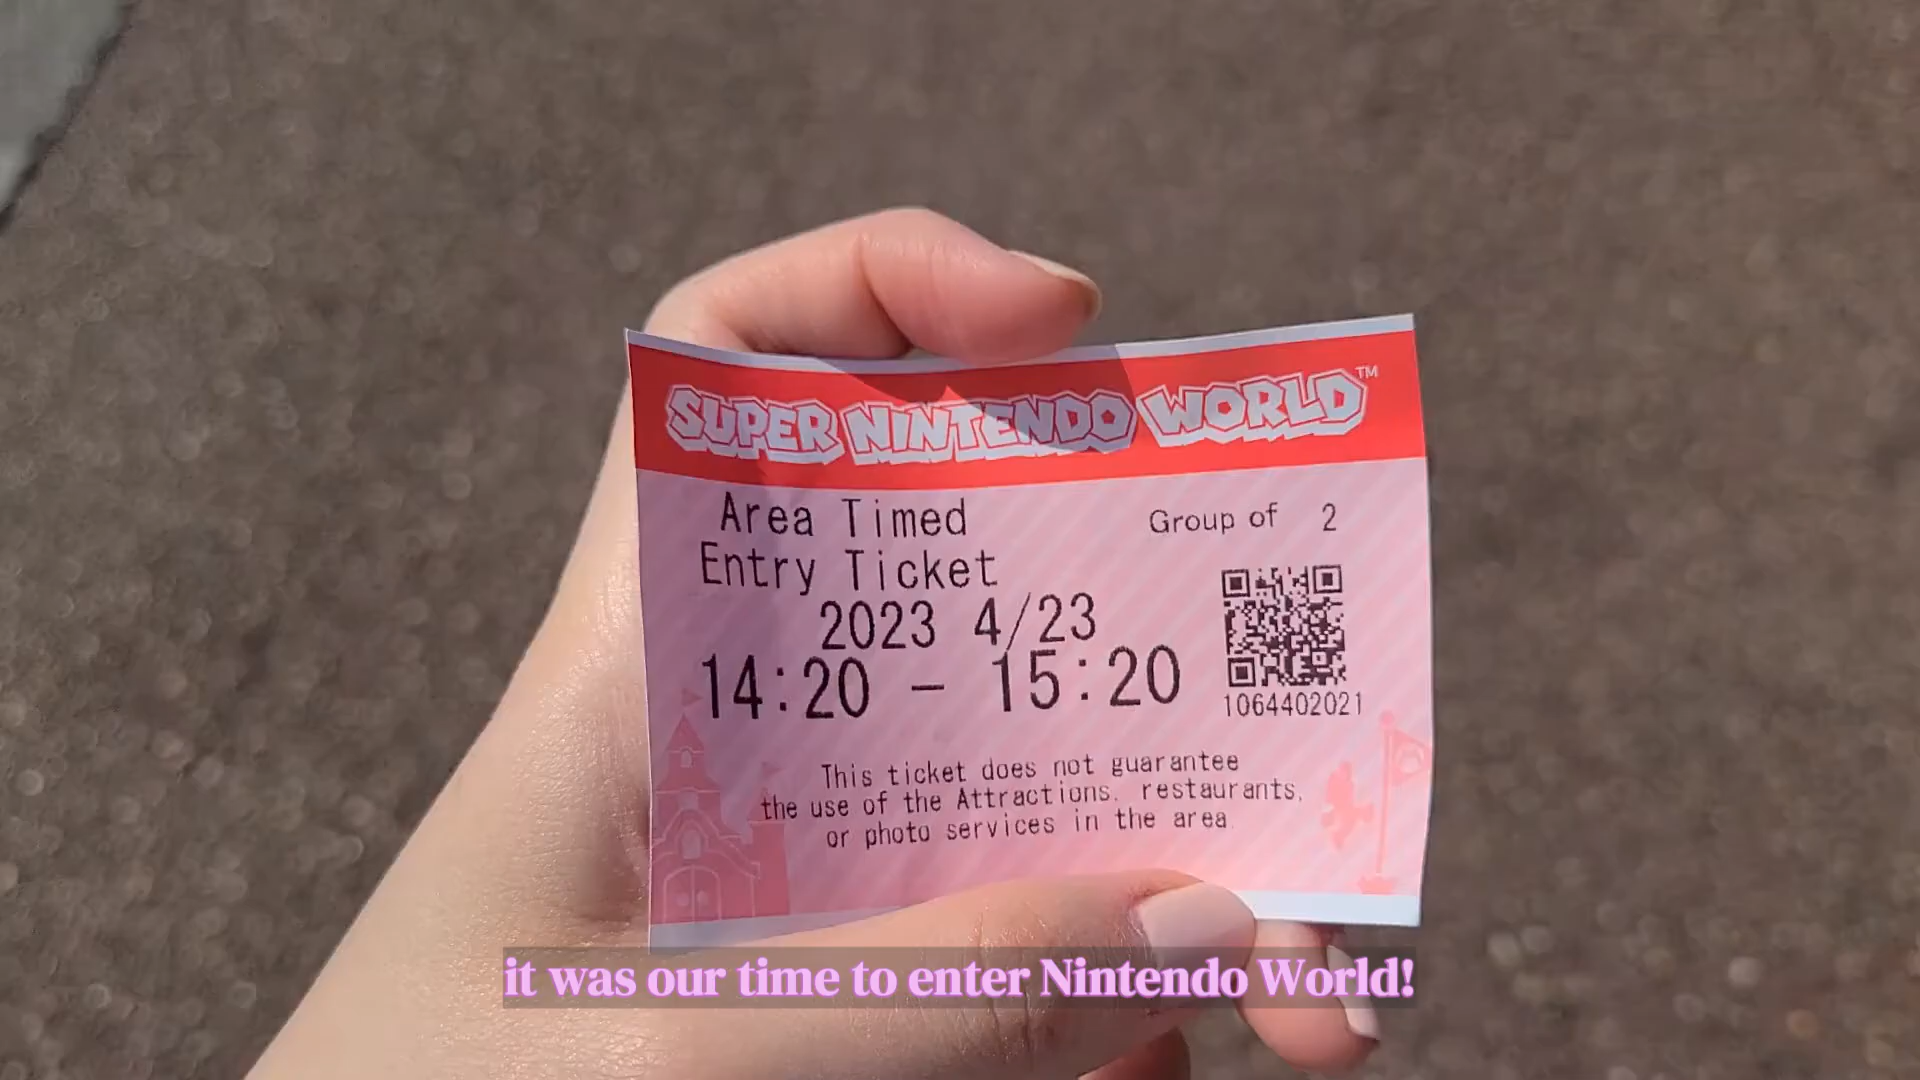 SUPER NINTENDO WORLD™
Area Timed
Entry Ticket
Group of 2
2023 4/23
14:20 - 15:20
1064402021
This ticket does not guarantee
the use of the Attractions, restaurants,
or photo services in the area.
it was our time to enter Nintendo World!